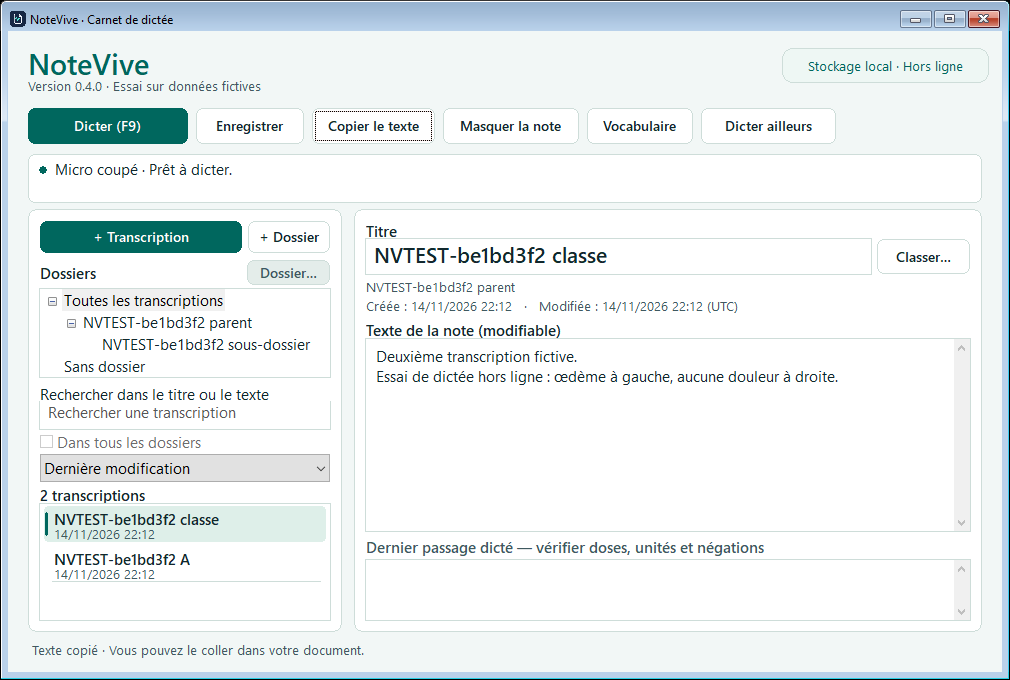 NoteVive · Carnet de dictée
NoteVive
Version 0.4.0 · Essai sur données fictives
Stockage local · Hors ligne
Dicter (F9)
Enregistrer
Copier le texte
Masquer la note
Vocabulaire
Dicter ailleurs
Micro coupé · Prêt à dicter.
+ Transcription
+ Dossier
Dossiers
Dossier...
Toutes les transcriptions
NVTEST-be1bd3f2 parent
NVTEST-be1bd3f2 sous-dossier
Sans dossier
Rechercher dans le titre ou le texte
Rechercher une transcription
Dans tous les dossiers
Dernière modification
2 transcriptions
NVTEST-be1bd3f2 classe
14/11/2026 22:12
NVTEST-be1bd3f2 A
14/11/2026 22:12
Titre
NVTEST-be1bd3f2 classe
Classer...
NVTEST-be1bd3f2 parent
Créée : 14/11/2026 22:12 · Modifiée : 14/11/2026 22:12 (UTC)
Texte de la note (modifiable)
Deuxième transcription fictive.
Essai de dictée hors ligne : œdème à gauche, aucune douleur à droite.
Dernier passage dicté — vérifier doses, unités et négations
Texte copié · Vous pouvez le coller dans votre document.